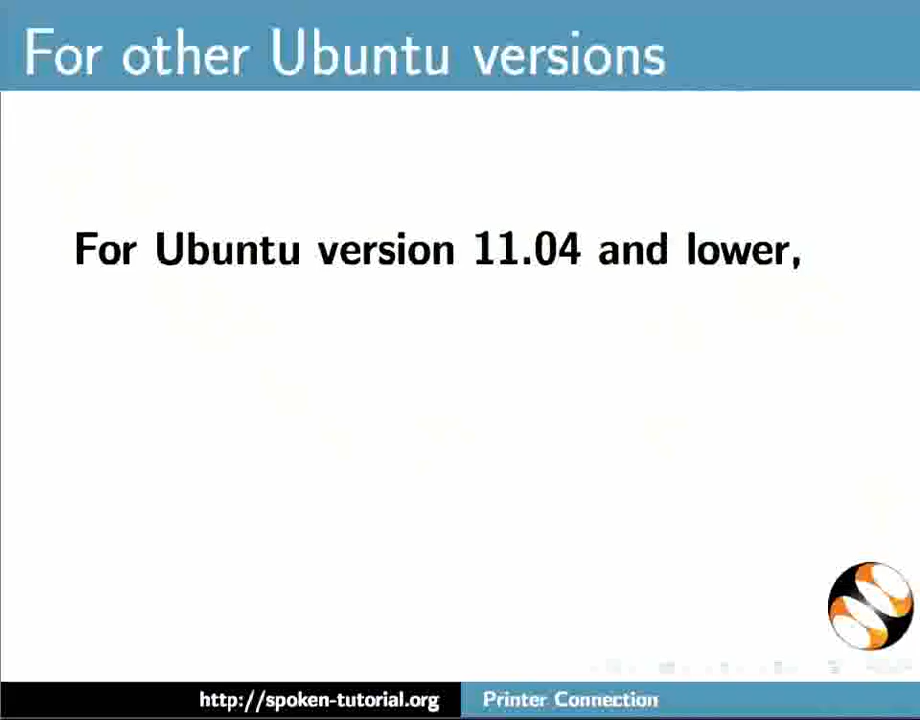 For other Ubuntu versions
For Ubuntu version 11.04 and lower,
http://spoken-tutorial.org Printer Connection